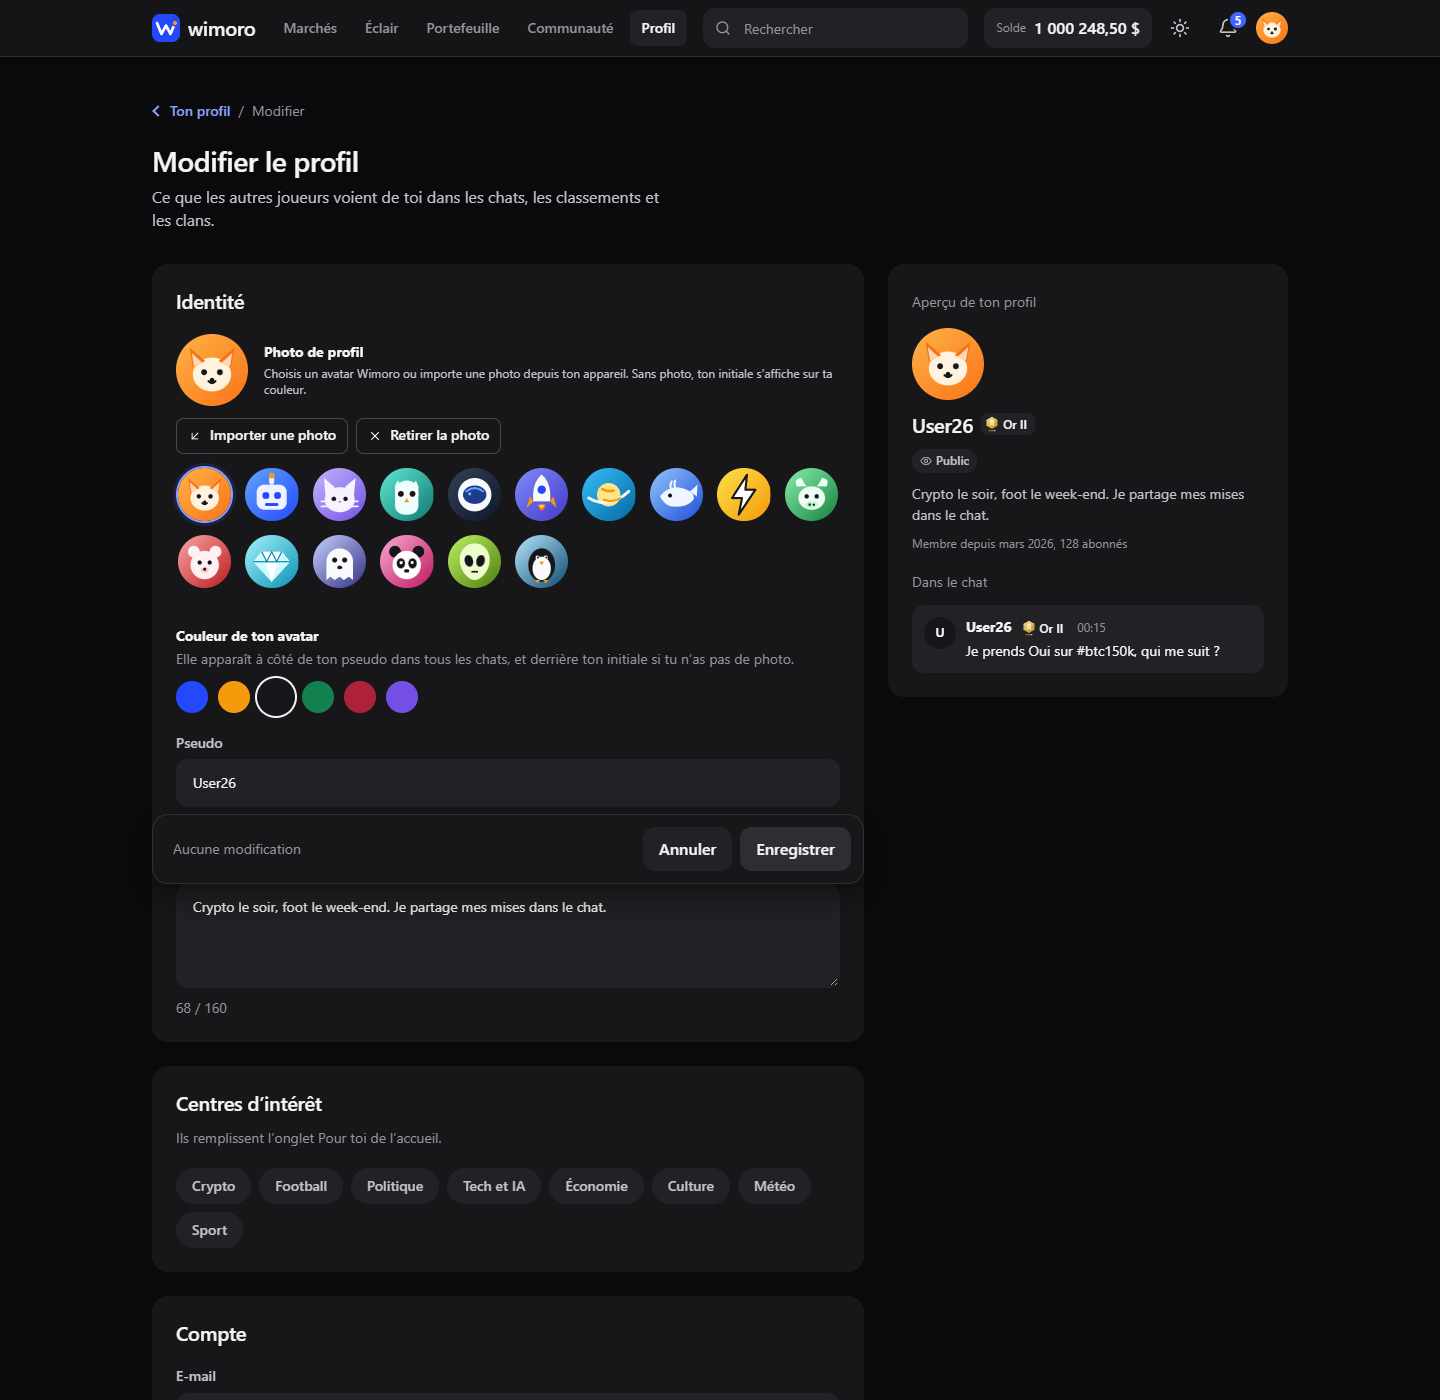 wimoro
Marchés
Éclair
Portefeuille
Communauté
Profil
Rechercher
Solde 1 000 248,50 $
5
Ton profil / Modifier
Modifier le profil
Ce que les autres joueurs voient de toi dans les chats, les classements et
les clans.
Identité
Photo de profil
Choisis un avatar Wimoro ou importe une photo depuis ton appareil. Sans photo, ton initiale s’affiche sur ta
couleur.
Importer une photo
Retirer la photo
Couleur de ton avatar
Elle apparaît à côté de ton pseudo dans tous les chats, et derrière ton initiale si tu n’as pas de photo.
Pseudo
User26
Aucune modification
Annuler
Enregistrer
Crypto le soir, foot le week-end. Je partage mes mises dans le chat.
68 / 160
Centres d’intérêt
Ils remplissent l’onglet Pour toi de l’accueil.
Crypto
Football
Politique
Tech et IA
Économie
Culture
Météo
Sport
Compte
E-mail
Aperçu de ton profil
User26
Or II
Public
Crypto le soir, foot le week-end. Je partage mes mises
dans le chat.
Membre depuis mars 2026, 128 abonnés
Dans le chat
U
User26 Or II 00:15
Je prends Oui sur #btc150k, qui me suit ?